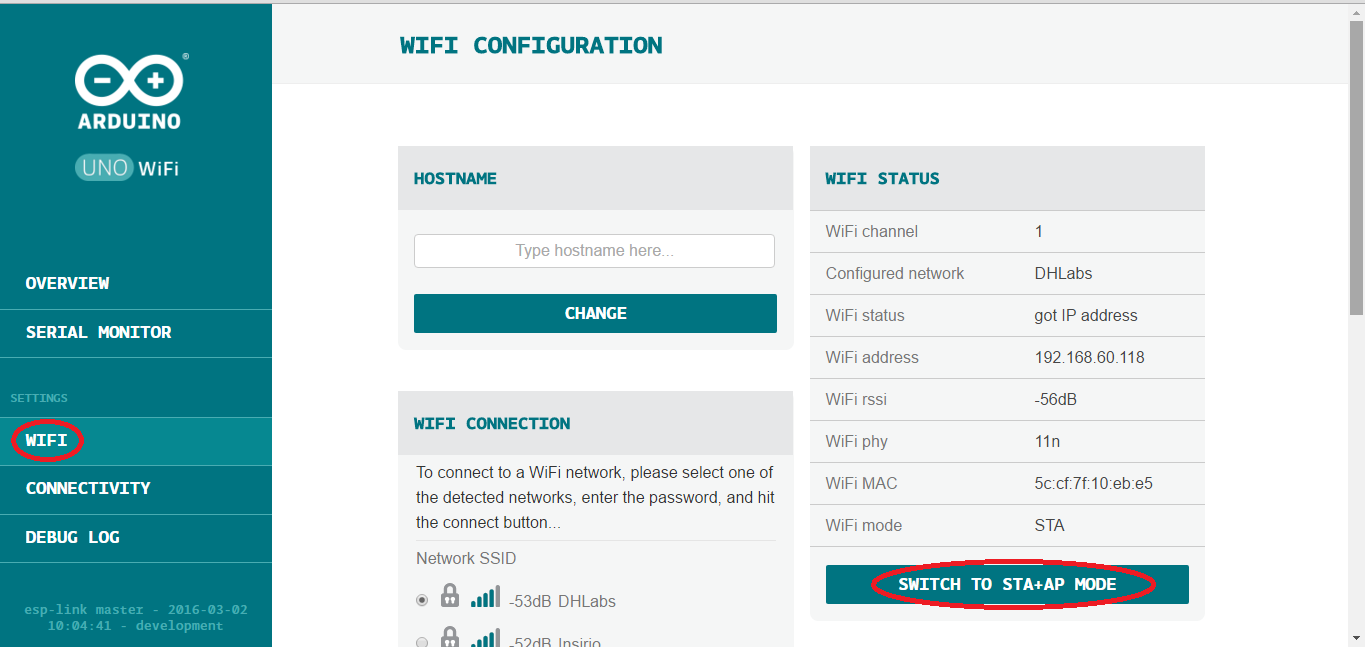 ARDUINO
UNO WiFi
OVERVIEW
SERIAL MONITOR
SETTINGS
WIFI
CONNECTIVITY
DEBUG LOG
esp-link master - 2016-03-02
10:04:41 - development
WIFI CONFIGURATION
HOSTNAME
Type hostname here...
CHANGE
WIFI CONNECTION
To connect to a WiFi network, please select one of
the detected networks, enter the password, and hit
the connect button...
Network SSID
-53dB DHLabs
-52dB Insirio
WIFI STATUS
WiFi channel 1
Configured network DHLabs
WiFi status got IP address
WiFi address 192.168.60.118
WiFi rssi -56dB
WiFi phy 11n
WiFi MAC 5c:cf:7f:10:eb:e5
WiFi mode STA
SWITCH TO STA+AP MODE